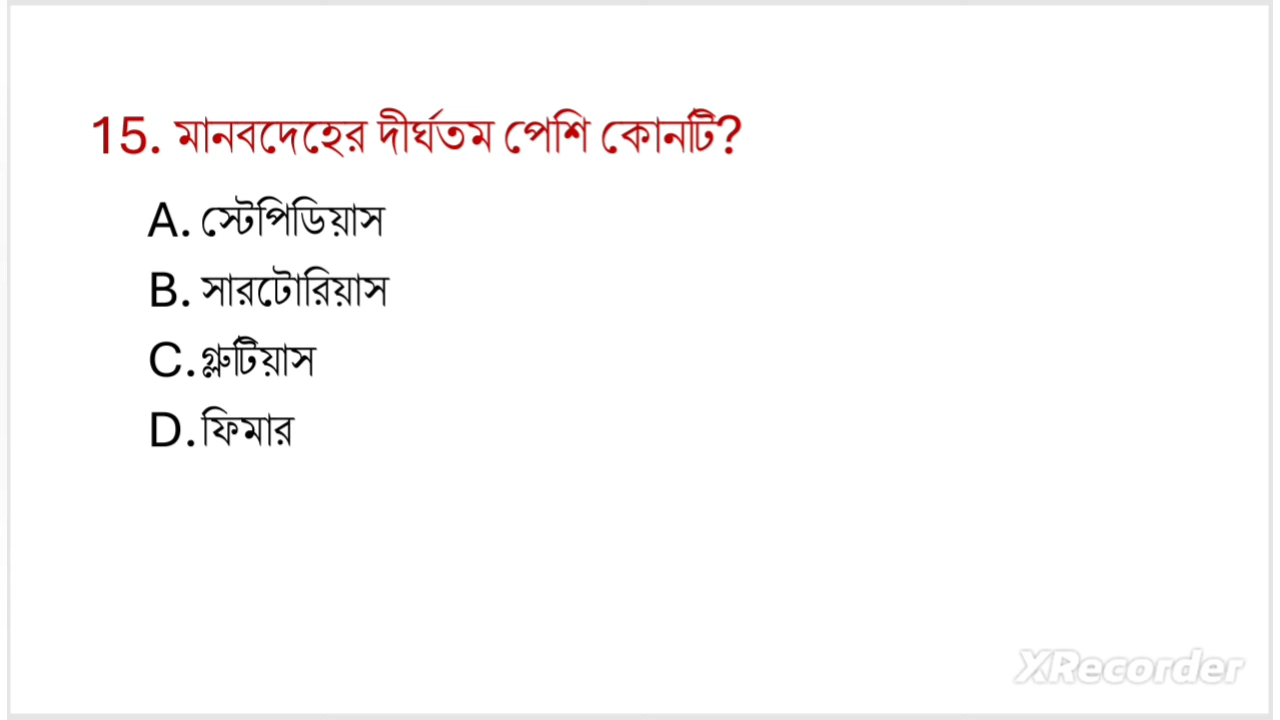 15. মানবদেহের দীর্ঘতম পেশি কোনটি?
A. স্টেপিডিয়াস
B. সারটোরিয়াস
C. গ্লুটিয়াস
D. ফিমার
XRecorder